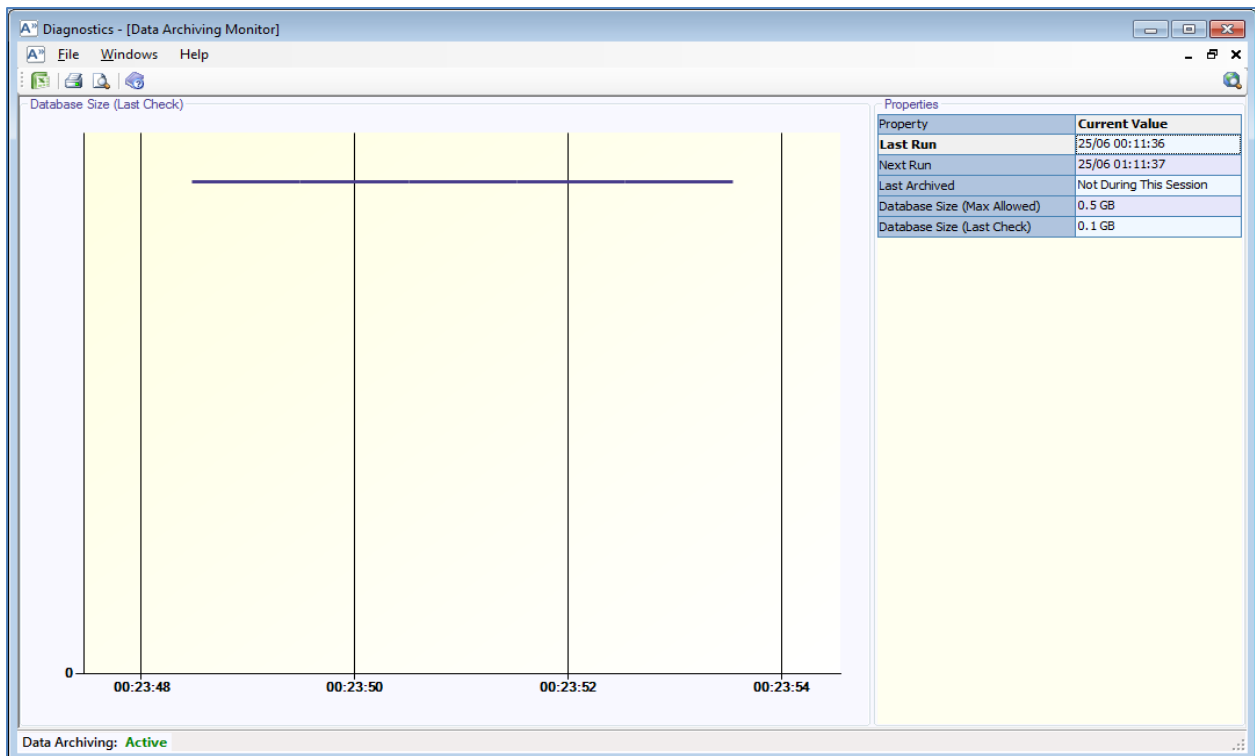 A» Diagnostics - [Data Archiving Monitor]
A» File Windows Help
Database Size (Last Check)
0
00:23:48 00:23:50 00:23:52 00:23:54
Properties
Property Current Value
Last Run 25/06 00:11:36
Next Run 25/06 01:11:37
Last Archived Not During This Session
Database Size (Max Allowed) 0.5 GB
Database Size (Last Check) 0.1 GB
Data Archiving: Active